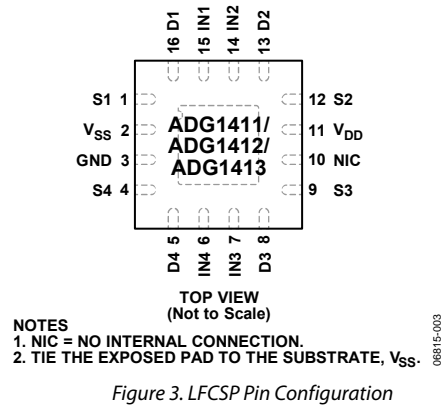 16 D1
15 IN1
14 IN2
13 D2
S1 1
VSS 2
GND 3
S4 4
ADG1411/
ADG1412/
ADG1413
12 S2
11 VDD
10 NIC
9 S3
D4 5
IN4 6
IN3 7
D3 8
TOP VIEW
(Not to Scale)
NOTES
1. NIC = NO INTERNAL CONNECTION.
2. TIE THE EXPOSED PAD TO THE SUBSTRATE, VSS.
06815-003
Figure 3. LFCSP Pin Configuration